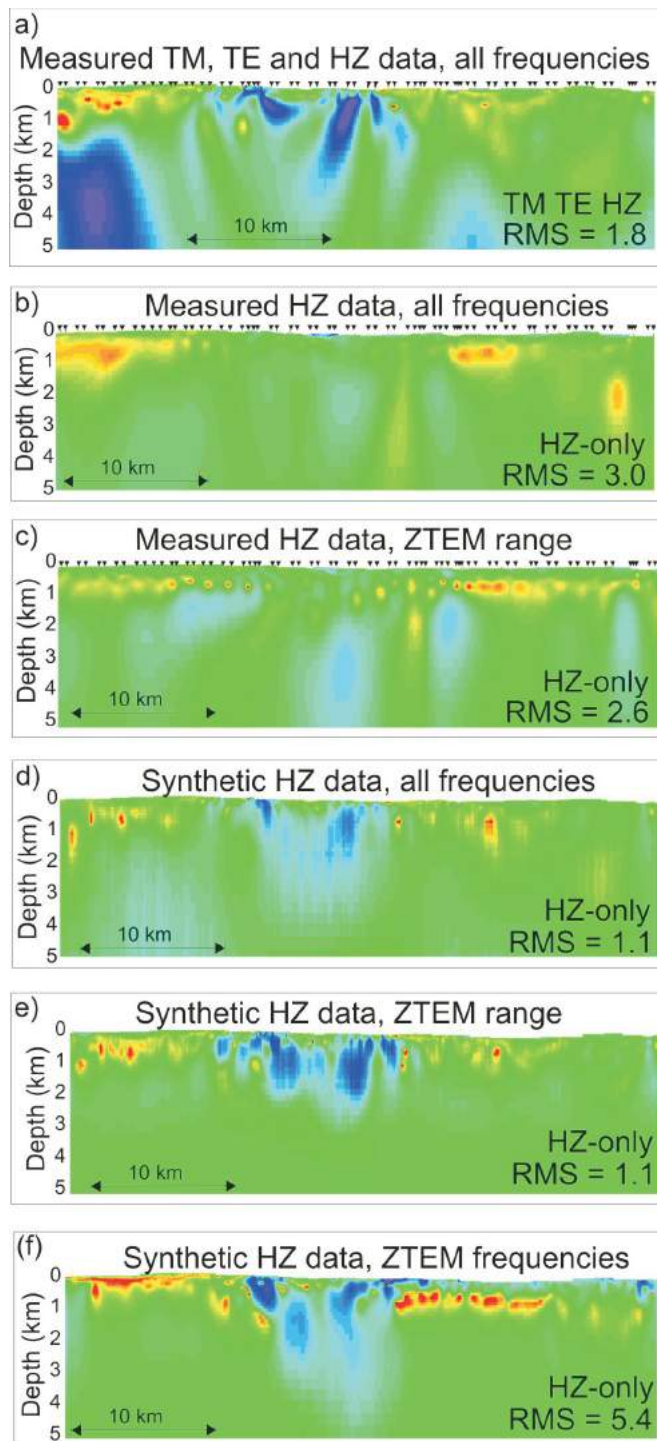 a)
Measured TM, TE and HZ data, all frequencies
0
1
2
3
4
5
Depth (km)
10 km
TM TE HZ
RMS = 1.8
b)
Measured HZ data, all frequencies
0
1
2
3
4
5
Depth (km)
10 km
HZ-only
RMS = 3.0
c)
Measured HZ data, ZTEM range
0
1
2
3
4
5
Depth (km)
10 km
HZ-only
RMS = 2.6
d)
Synthetic HZ data, all frequencies
0
1
2
3
4
5
Depth (km)
10 km
HZ-only
RMS = 1.1
e)
Synthetic HZ data, ZTEM range
0
1
2
3
4
5
Depth (km)
10 km
HZ-only
RMS = 1.1
(f)
Synthetic HZ data, ZTEM frequencies
0
1
2
3
4
5
Depth (km)
10 km
HZ-only
RMS = 5.4